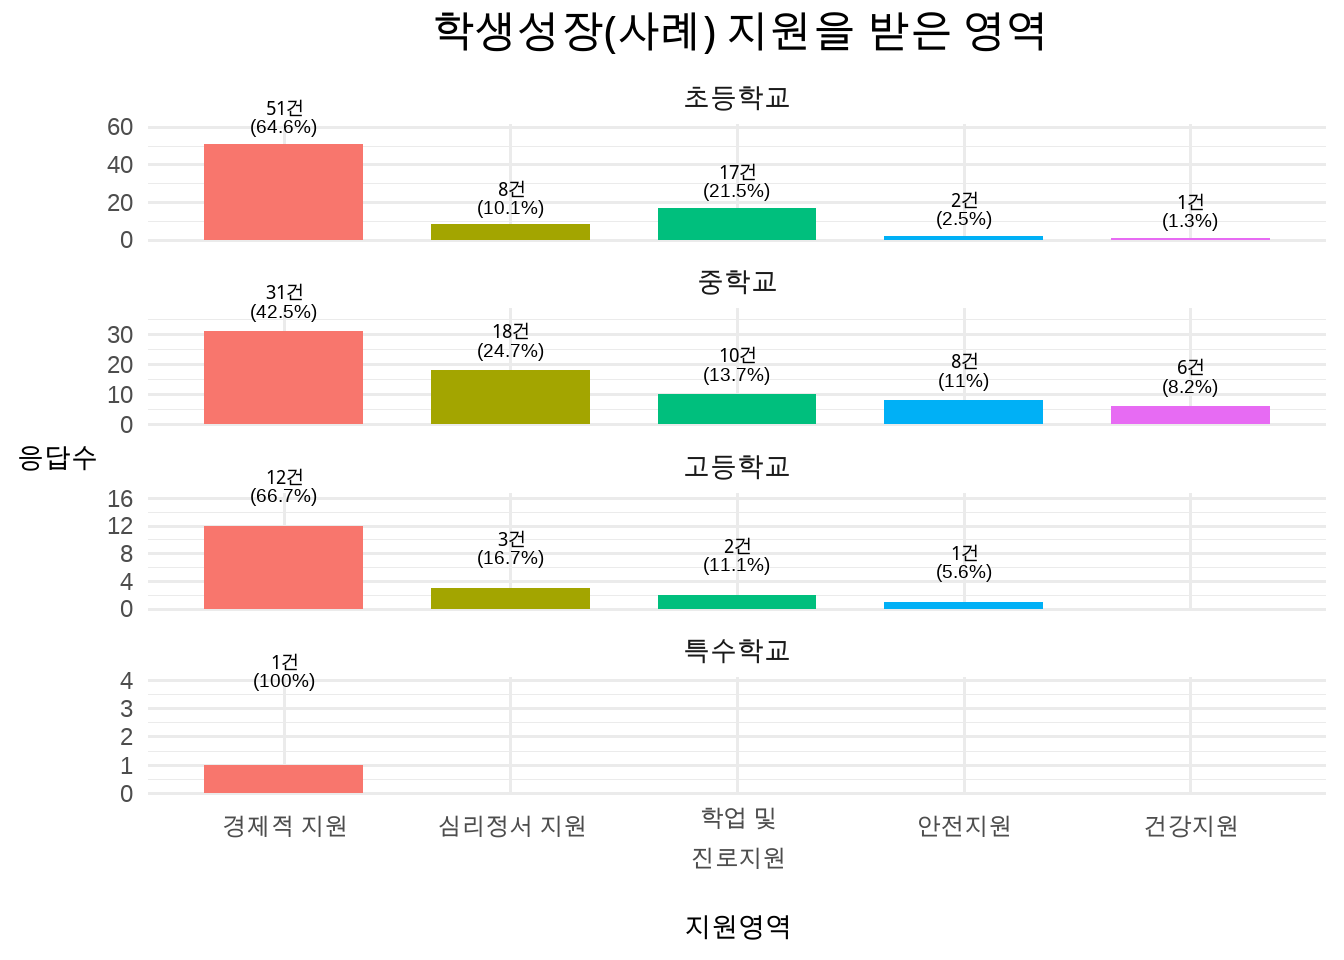 학생성장(사례) 지원을 받은 영역
초등학교
51건
(64.6%)
8건
(10.1%)
17건
(21.5%)
2건
(2.5%)
1건
(1.3%)
60
40
20
0
중학교
31건
(42.5%)
18건
(24.7%)
10건
(13.7%)
8건
(11%)
6건
(8.2%)
30
20
10
0
응답수
고등학교
12건
(66.7%)
3건
(16.7%)
2건
(11.1%)
1건
(5.6%)
16
12
8
4
0
특수학교
1건
(100%)
4
3
2
1
0
경제적 지원
심리정서 지원
학업 및
진로지원
안전지원
건강지원
지원영역